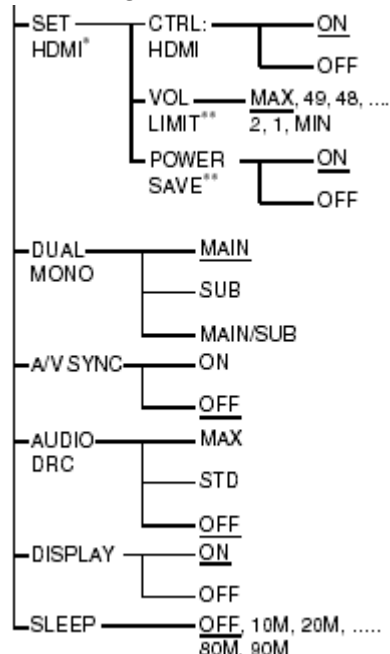 SET HDMI*
CTRL: HDMI
ON
OFF
VOL LIMIT**
MAX, 49, 48, ....
2, 1, MIN
POWER SAVE**
ON
OFF
DUAL MONO
MAIN
SUB
MAIN/SUB
A/V SYNC
ON
OFF
AUDIO DRC
MAX
STD
OFF
DISPLAY
ON
OFF
SLEEP
OFF, 10M, 20M, .....
80M, 90M